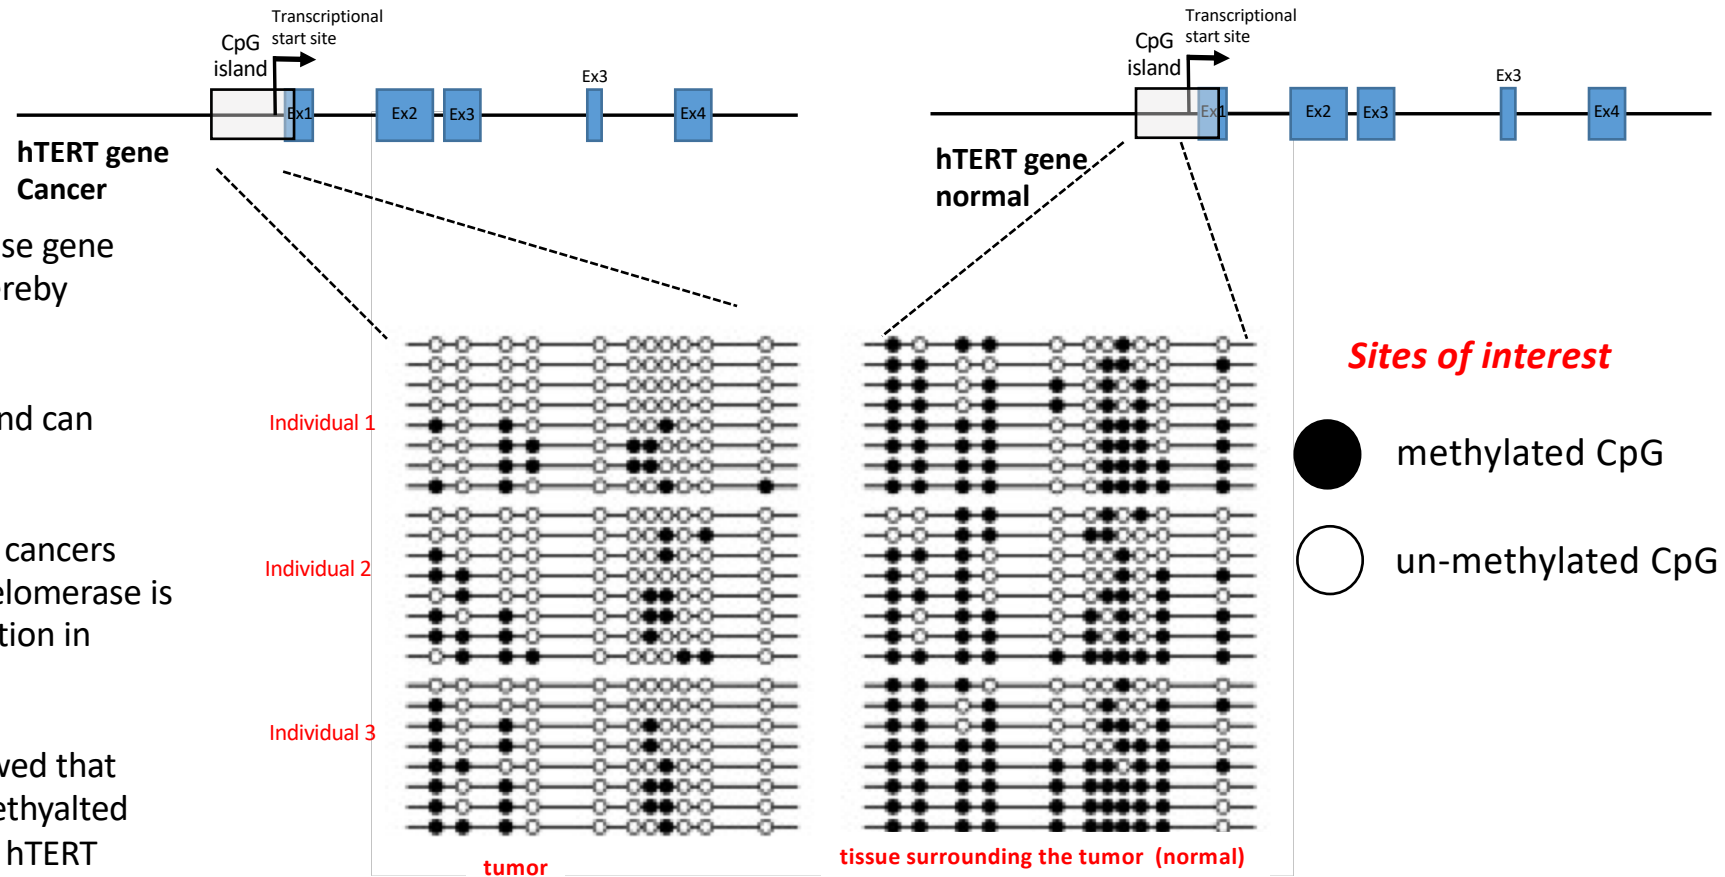 Transcriptional
start site
CpG
island
Ex1
Ex2
Ex3
Ex3
Ex4
hTERT gene
Cancer
Transcriptional
start site
CpG
island
Ex1
Ex2
Ex3
Ex3
Ex4
hTERT gene
normal
se gene
ereby
nd can
cancers
elomerase is
tion in
wed that
ethyalted
hTERT
Individual 1
Individual 2
Individual 3
tumor
tissue surrounding the tumor (normal)
Sites of interest
methylated CpG
un-methylated CpG